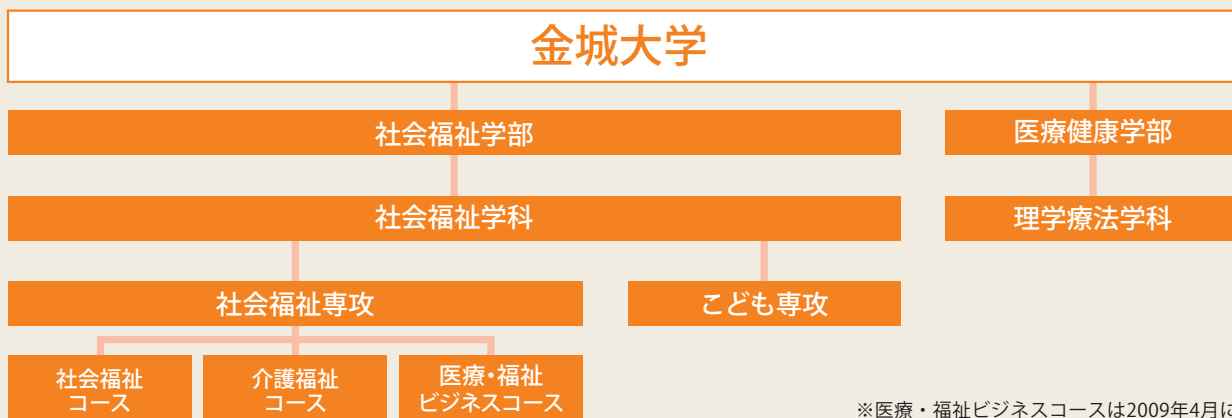 金城大学
社会福祉学部
医療健康学部
社会福祉学科
理学療法学科
社会福祉専攻
こども専攻
社会福祉
コース
介護福祉
コース
医療・福祉
ビジネスコース
※医療・福祉ビジネスコースは2009年4月に